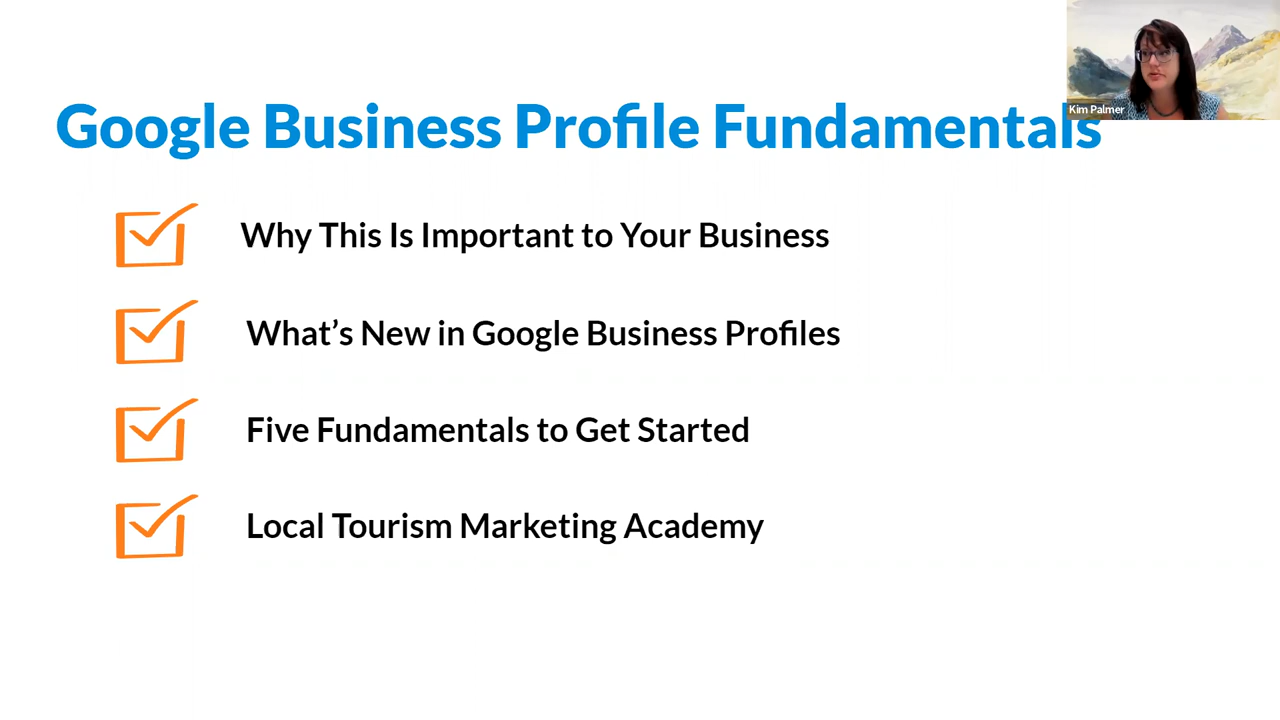 Kim Palmer
Google Business Profile Fundamentals
Why This Is Important to Your Business
What’s New in Google Business Profiles
Five Fundamentals to Get Started
Local Tourism Marketing Academy